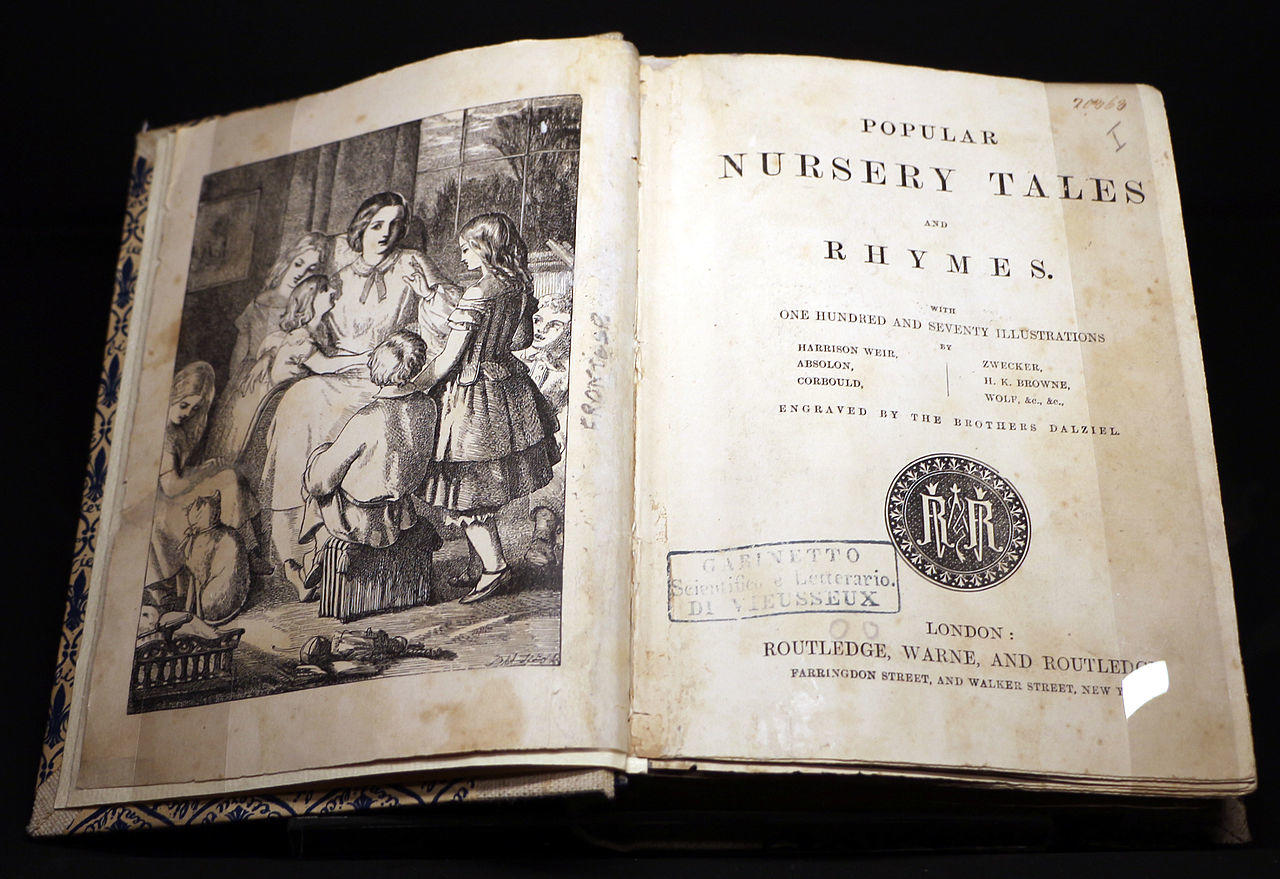 20363
I
POPULAR
NURSERY TALES
AND
RHYMES.
WITH
ONE HUNDRED AND SEVENTY ILLUSTRATIONS
BY
HARRISON WEIR,
ABSOLON,
CORBOULD,
ZWECKER,
H. K. BROWNE,
WOLF, &c., &c.,
ENGRAVED BY THE BROTHERS DALZIEL.
GABINETTO
Scientifico e Letterario.
DI VIEUSSEUX
LONDON:
ROUTLEDGE, WARNE, AND
FARRINGDON STREET, AND WALKER STREET, NEW